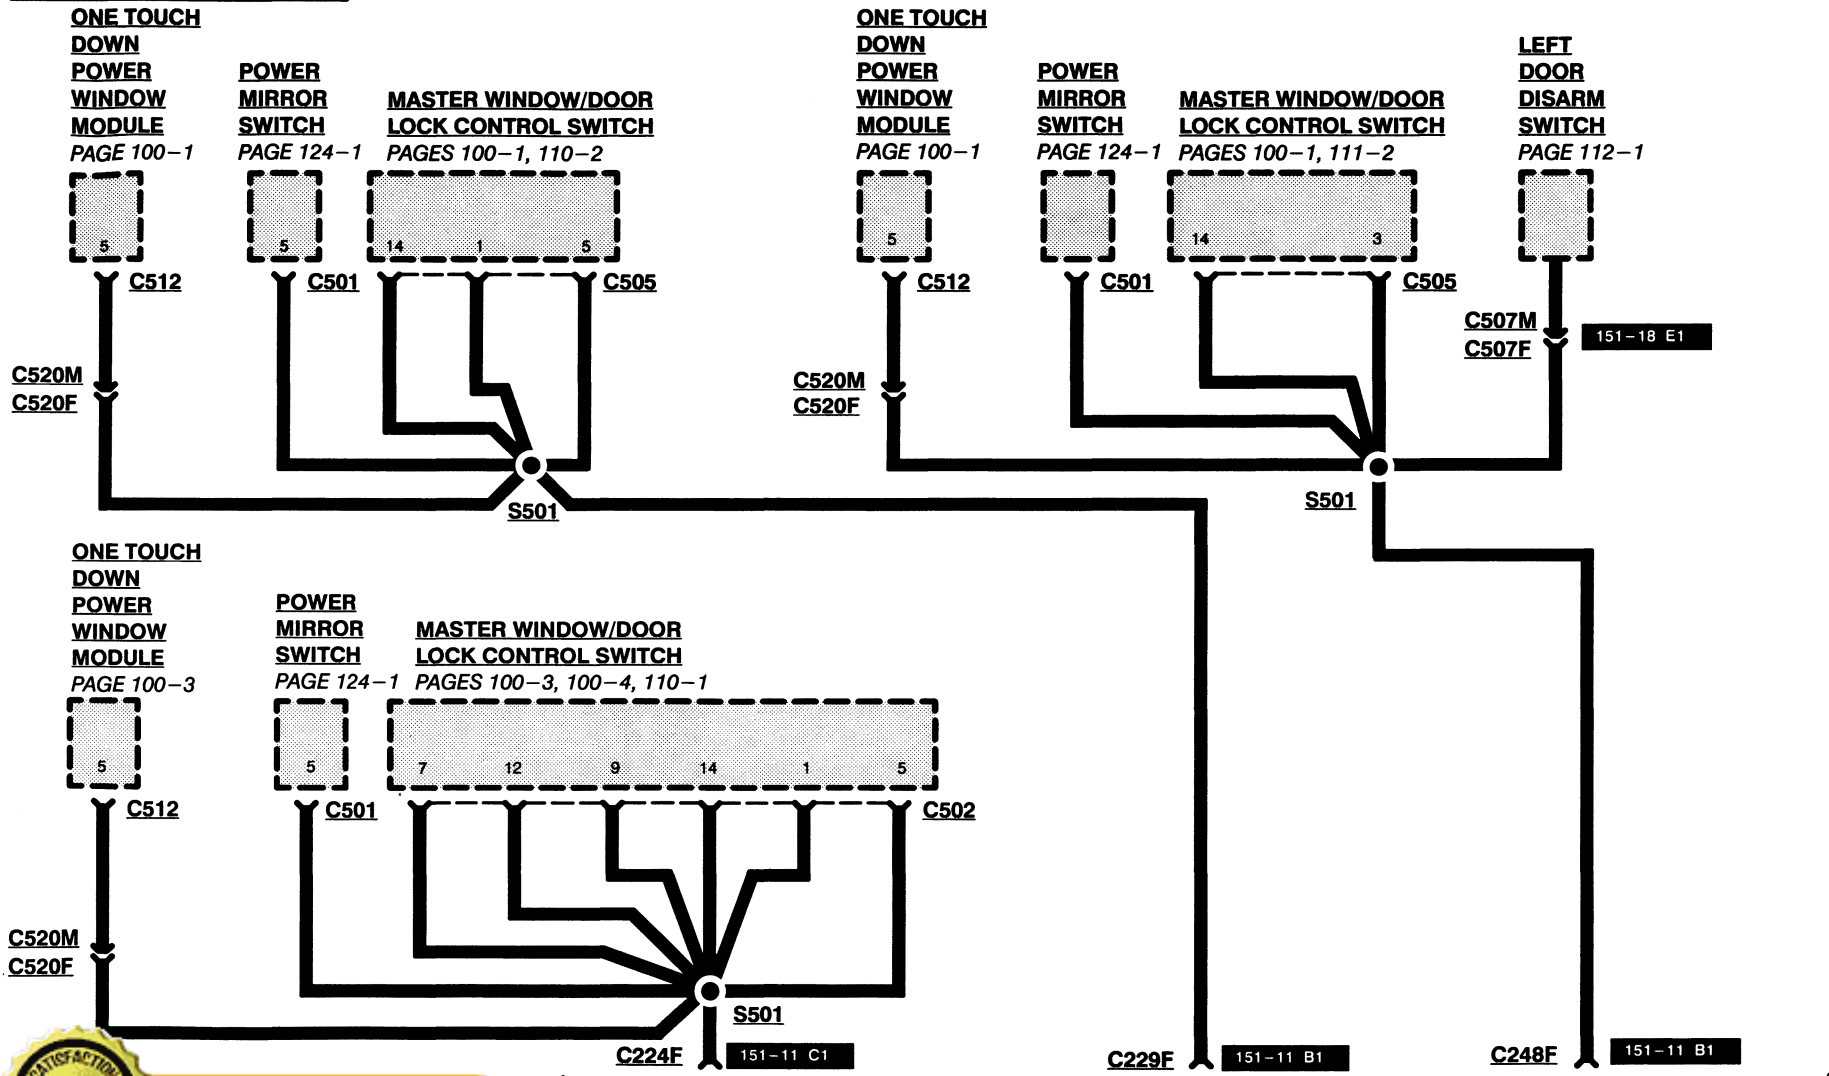 ONE TOUCH
DOWN
POWER
WINDOW
MODULE
PAGE 100-1
POWER
MIRROR
SWITCH
PAGE 124-1
MASTER WINDOW/DOOR
LOCK CONTROL SWITCH
PAGES 100-1, 110-2
5
5
14 1 5
C512
C501
C505
C520M
C520F
S501
ONE TOUCH
DOWN
POWER
WINDOW
MODULE
PAGE 100-1
POWER
MIRROR
SWITCH
PAGE 124-1
MASTER WINDOW/DOOR
LOCK CONTROL SWITCH
PAGES 100-1, 111-2
LEFT
DOOR
DISARM
SWITCH
PAGE 112-1
5
5
14 3
C512
C501
C505
C507M
C507F
151-18 E1
C520M
C520F
S501
ONE TOUCH
DOWN
POWER
WINDOW
MODULE
PAGE 100-3
POWER
MIRROR
SWITCH
PAGE 124-1
MASTER WINDOW/DOOR
LOCK CONTROL SWITCH
PAGES 100-3, 100-4, 110-1
5
5
7 12 9 14 1 5
C512
C501
C502
C520M
C520F
S501
C224F
151-11 C1
C229F
151-11 B1
C248F
151-11 B1